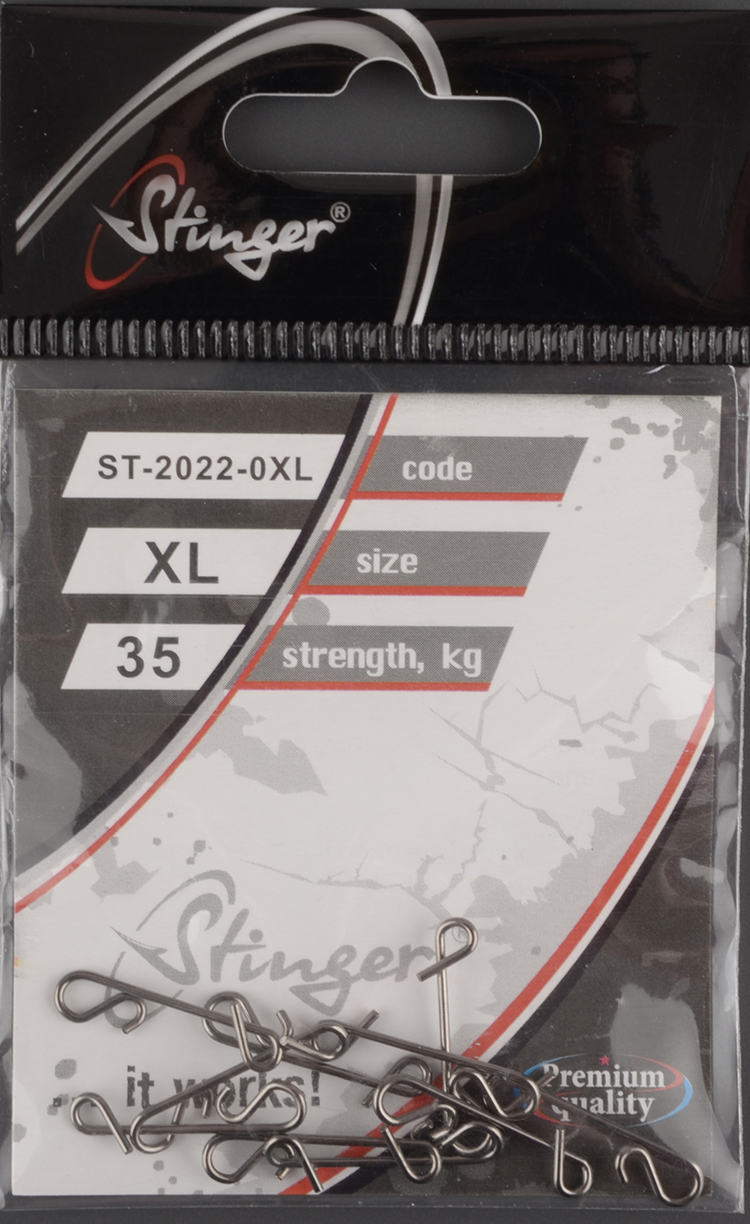 Stinger®
ST-2022-0XL code
XL size
35 strength, kg
Stinger®
... it works!
Premium
quality